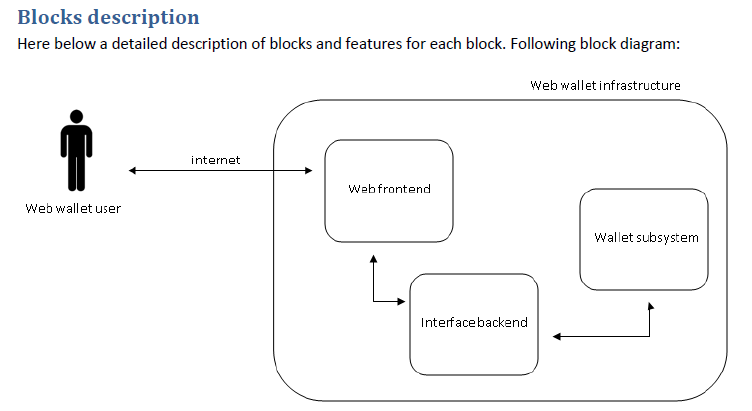 Blocks description
Here below a detailed description of blocks and features for each block. Following block diagram:
Web wallet infrastructure
internet
Web frontend
Web wallet user
Wallet subsystem
Interface backend